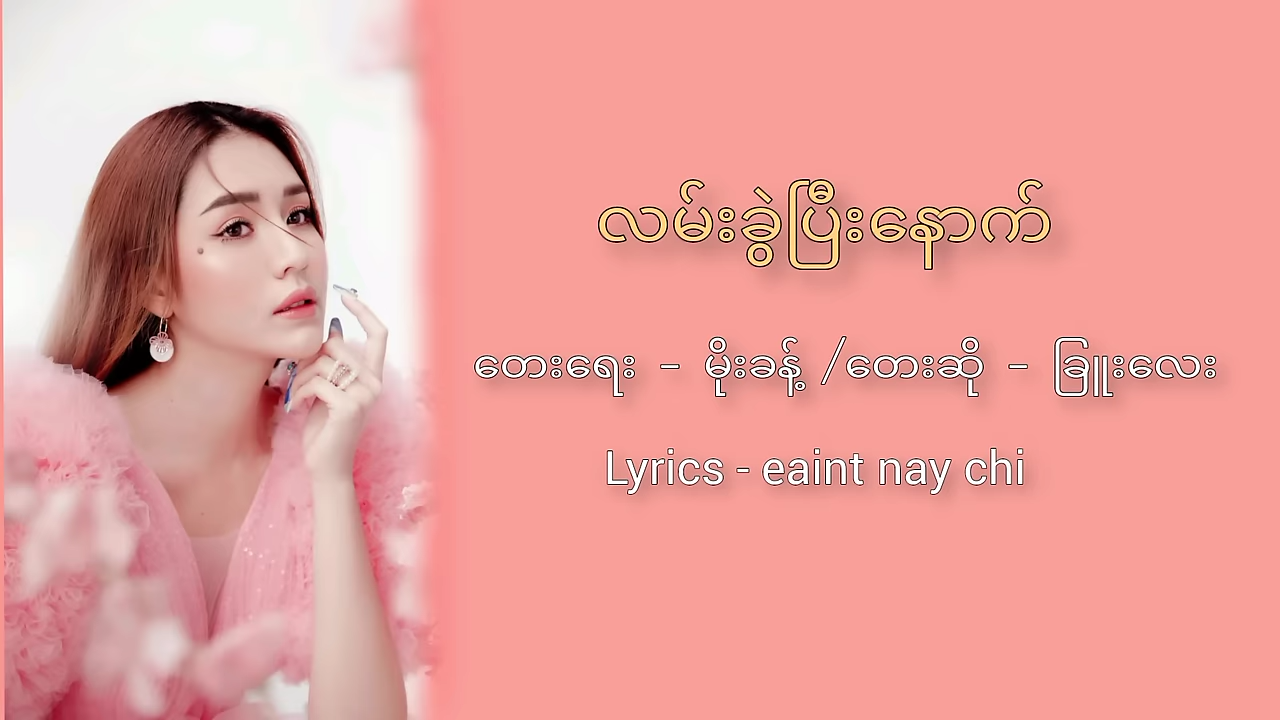 လမ်းခွဲပြီးနောက်
တေးရေး - မိုးခန့် /တေးဆို - ခြူးလေး
Lyrics - eaint nay chi